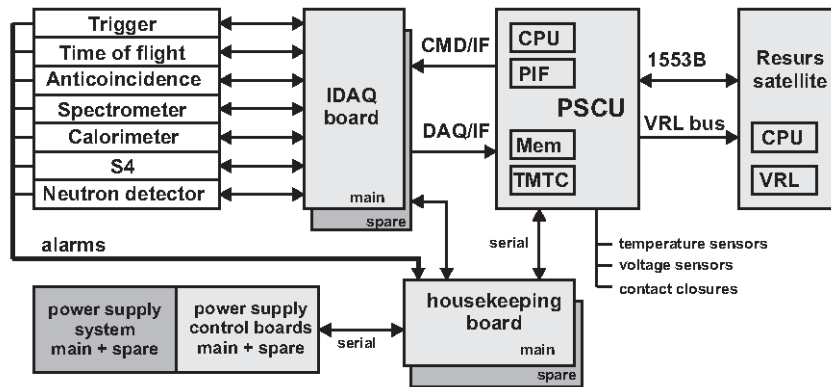 Trigger
Time of flight
Anticoincidence
Spectrometer
Calorimeter
S4
Neutron detector
alarms
IDAQ
board
main
spare
CMD/IF
DAQ/IF
CPU
PIF
PSCU
Mem
TMTC
1553B
VRL bus
Resurs
satellite
CPU
VRL
serial
temperature sensors
voltage sensors
contact closures
power supply
system
main + spare
power supply
control boards
main + spare
serial
housekeeping
board
main
spare